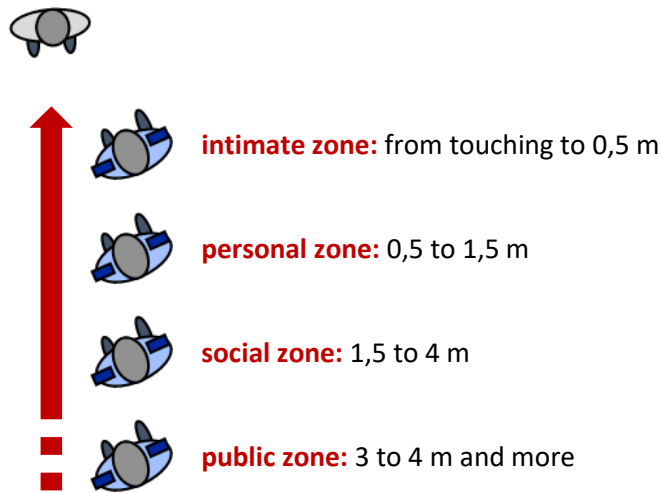 intimate zone: from touching to 0,5 m
personal zone: 0,5 to 1,5 m
social zone: 1,5 to 4 m
public zone: 3 to 4 m and more